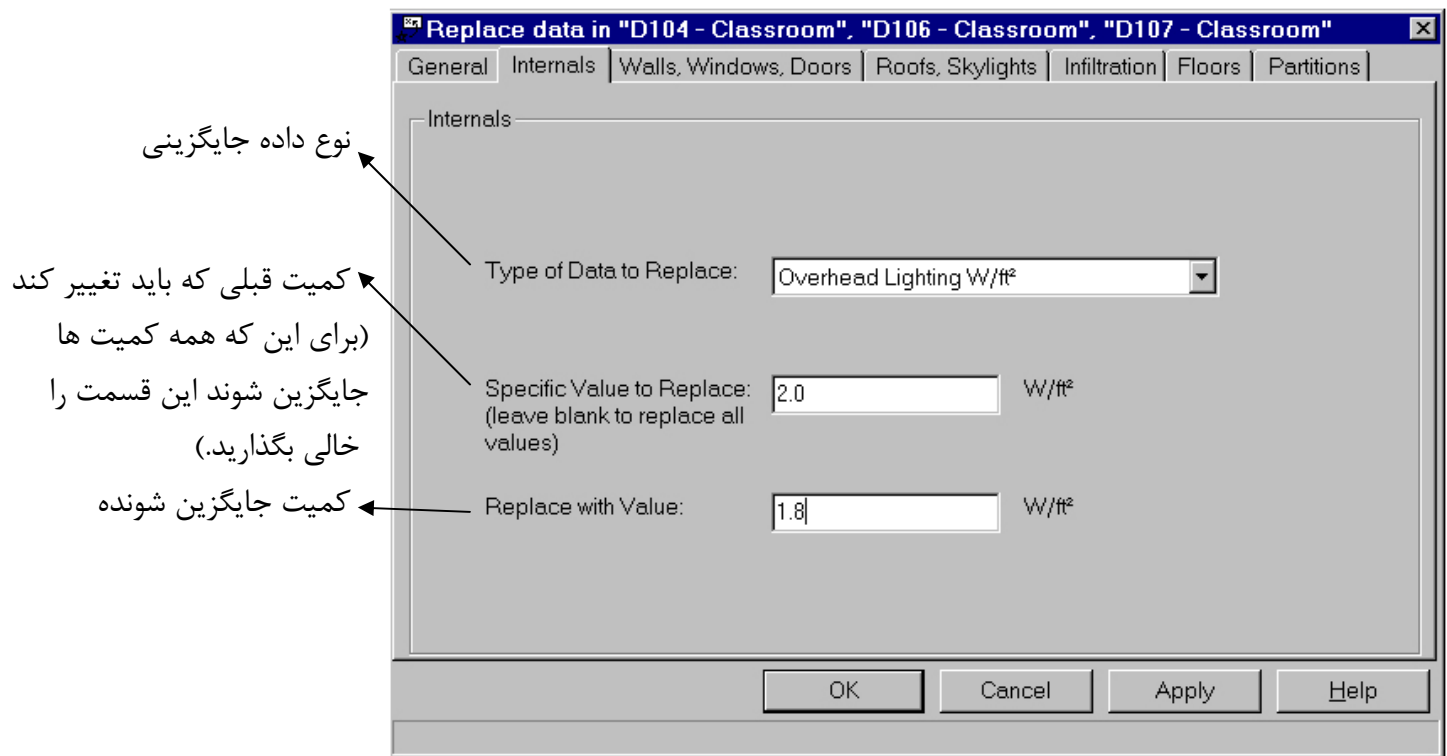 Replace data in "D104 - Classroom", "D106 - Classroom", "D107 - Classroom"
General Internals Walls, Windows, Doors Roofs, Skylights Infiltration Floors Partitions
Internals
نوع داده جایگزینی
Type of Data to Replace: Overhead Lighting W/ft²
کمیت قبلی که باید تغییر کند
(برای این که همه کمیت ها
جایگزین شوند این قسمت را
خالی بگذارید.)
Specific Value to Replace: 2.0 W/ft²
(leave blank to replace all
values)
کمیت جایگزین شونده
Replace with Value: 1.8 W/ft²
OK Cancel Apply Help